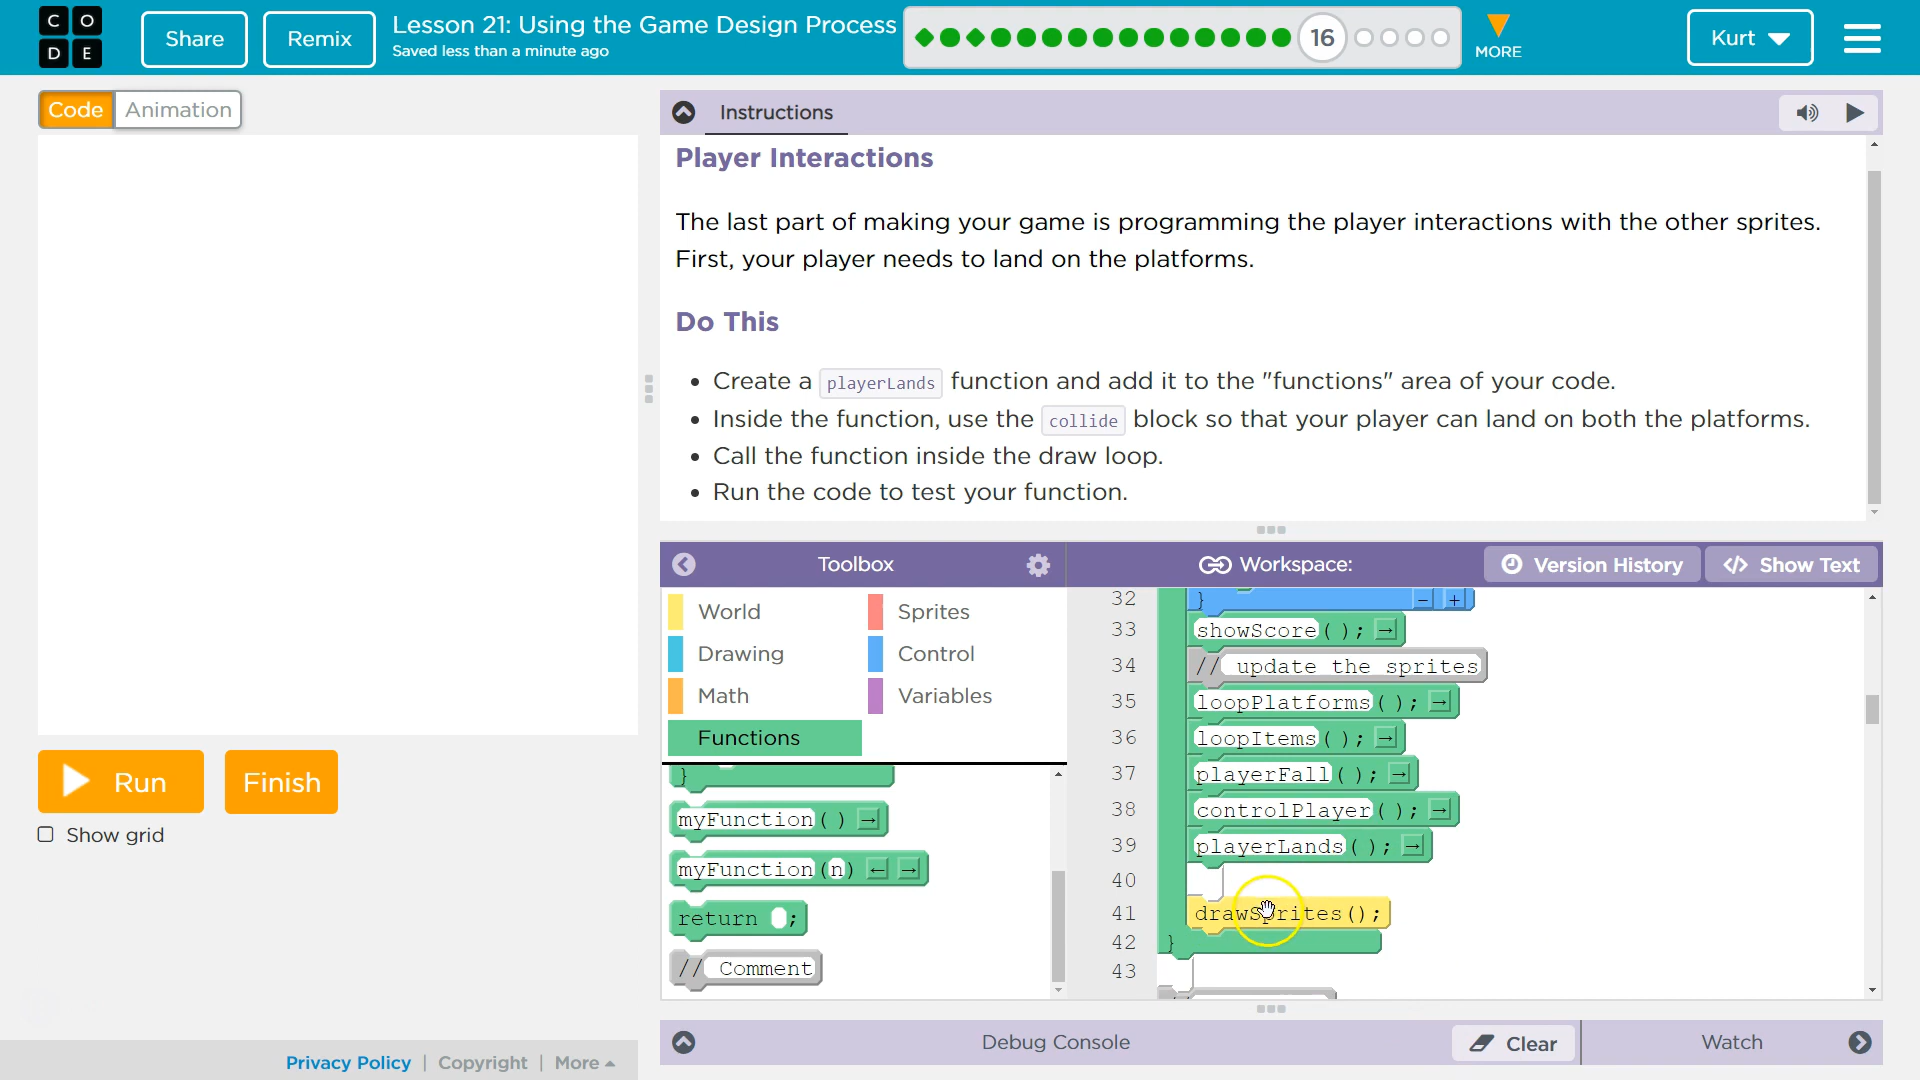 CODE
Share
Remix
Lesson 21: Using the Game Design Process
Saved less than a minute ago
16
MORE
Kurt
Code
Animation
Instructions
Player Interactions
The last part of making your game is programming the player interactions with the other sprites.
First, your player needs to land on the platforms.
Do This
• Create a playerLands function and add it to the "functions" area of your code.
• Inside the function, use the collide block so that your player can land on both the platforms.
• Call the function inside the draw loop.
• Run the code to test your function.
Toolbox
Workspace:
Version History
</> Show Text
World
Sprites
Drawing
Control
Math
Variables
Functions
}
myFunction() →
myFunction(n) ← →
return ;
// Comment
32 } - +
33 showScore(); →
34 // update the sprites
35 loopPlatforms(); →
36 loopItems(); →
37 playerFall(); →
38 controlPlayer(); →
39 playerLands(); →
40
41 drawSprites();
42 }
43
Run
Finish
Show grid
Debug Console
Clear
Watch
Privacy Policy | Copyright | More